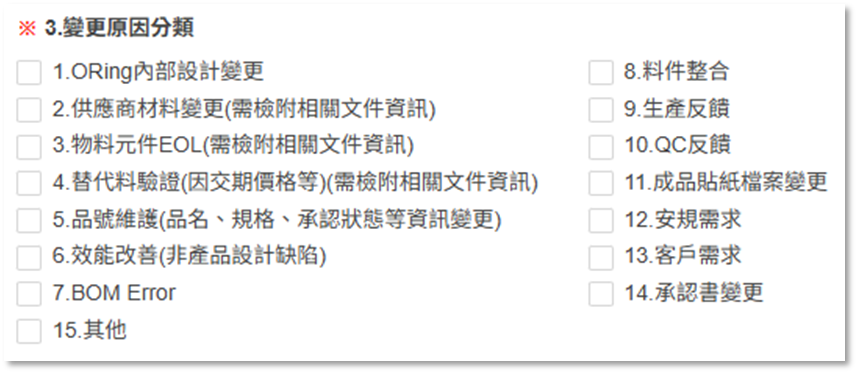 ※ 3.變更原因分類
1.ORing內部設計變更
8.料件整合
2.供應商材料變更(需檢附相關文件資訊)
9.生產反饋
3.物料元件EOL(需檢附相關文件資訊)
10.QC反饋
4.替代料驗證(因交期價格等)(需檢附相關文件資訊)
11.成品貼紙檔案變更
5.品號維護(品名、規格、承認狀態等資訊變更)
12.安規需求
6.效能改善(非產品設計缺陷)
13.客戶需求
7.BOM Error
14.承認書變更
15.其他